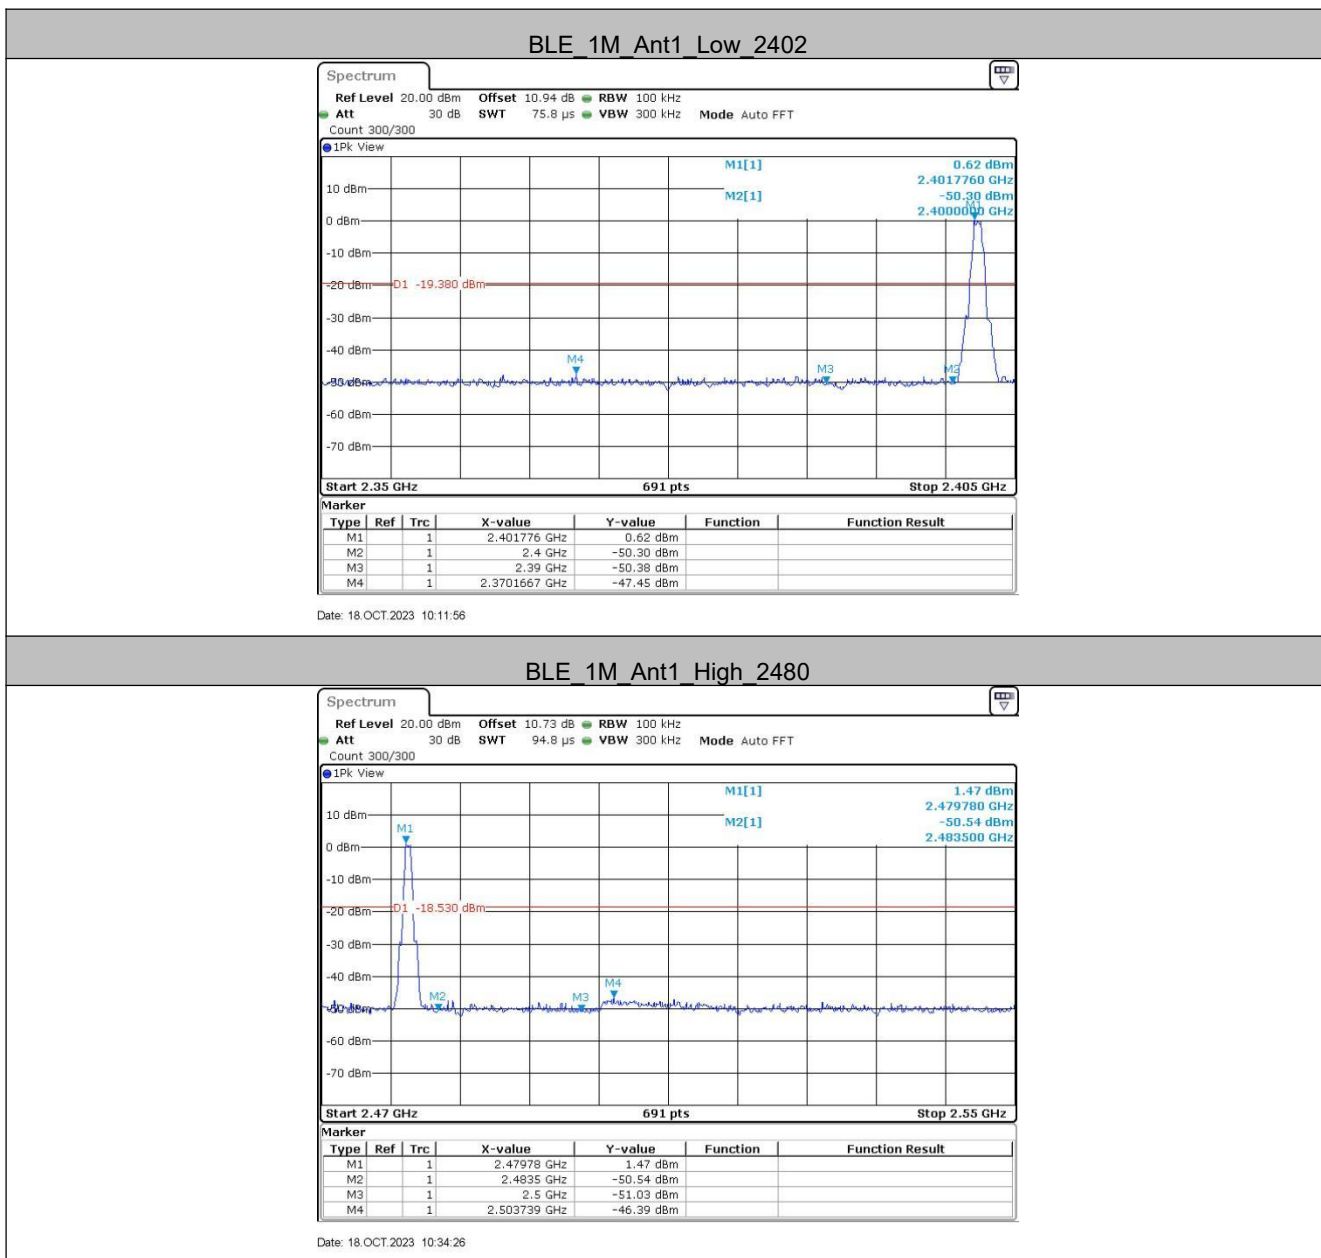 BLE_1M_Ant1_Low_2402
Spectrum
Ref Level 20.00 dBm Offset 10.94 dB RBW 100 kHz
Att 30 dB SWT 75.8 µs VBW 300 kHz Mode Auto FFT
Count 300/300
1Pk View
M1[1] 0.62 dBm
2.4017760 GHz
10 dBm
M2[1] -50.30 dBm
2.4000000 GHz
M1
0 dBm
-10 dBm
-20 dBm D1 -19.380 dBm
-30 dBm
-40 dBm
M4
M3 M2
-50 dBm
-60 dBm
-70 dBm
Start 2.35 GHz 691 pts Stop 2.405 GHz
Marker
Type Ref Trc X-value Y-value Function Function Result
M1 1 2.401776 GHz 0.62 dBm
M2 1 2.4 GHz -50.30 dBm
M3 1 2.39 GHz -50.38 dBm
M4 1 2.3701667 GHz -47.45 dBm
Date: 18.OCT.2023 10:11:56
BLE_1M_Ant1_High_2480
Spectrum
Ref Level 20.00 dBm Offset 10.73 dB RBW 100 kHz
Att 30 dB SWT 94.8 µs VBW 300 kHz Mode Auto FFT
Count 300/300
1Pk View
M1[1] 1.47 dBm
2.479780 GHz
10 dBm
M2[1] -50.54 dBm
M1
2.483500 GHz
0 dBm
-10 dBm
-20 dBm D1 -18.530 dBm
-30 dBm
-40 dBm
M4
M2 M3
-50 dBm
-60 dBm
-70 dBm
Start 2.47 GHz 691 pts Stop 2.55 GHz
Marker
Type Ref Trc X-value Y-value Function Function Result
M1 1 2.47978 GHz 1.47 dBm
M2 1 2.4835 GHz -50.54 dBm
M3 1 2.5 GHz -51.03 dBm
M4 1 2.503739 GHz -46.39 dBm
Date: 18.OCT.2023 10:34:26